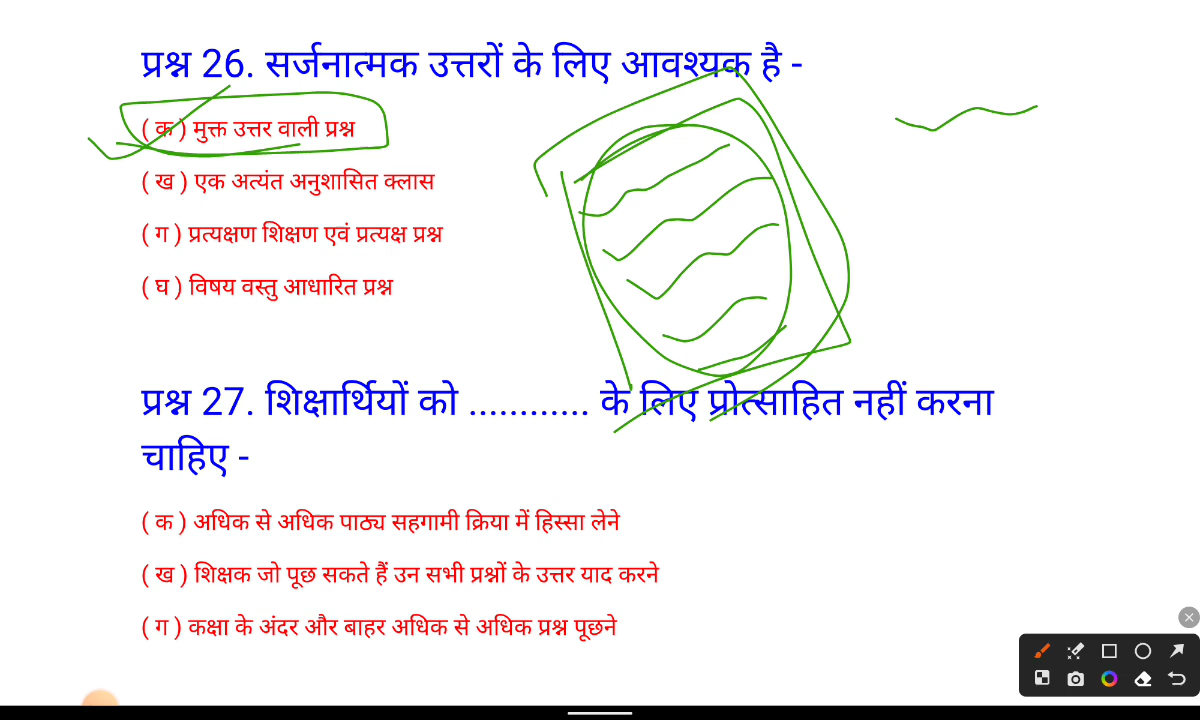 प्रश्न 26. सर्जनात्मक उत्तरों के लिए आवश्यक है -
( क ) मुक्त उत्तर वाली प्रश्न
( ख ) एक अत्यंत अनुशासित क्लास
( ग ) प्रत्यक्षण शिक्षण एवं प्रत्यक्ष प्रश्न
( घ ) विषय वस्तु आधारित प्रश्न
प्रश्न 27. शिक्षार्थियों को ............ के लिए प्रोत्साहित नहीं करना
चाहिए -
( क ) अधिक से अधिक पाठ्य सहगामी क्रिया में हिस्सा लेने
( ख ) शिक्षक जो पूछ सकते हैं उन सभी प्रश्नों के उत्तर याद करने
( ग ) कक्षा के अंदर और बाहर अधिक से अधिक प्रश्न पूछने